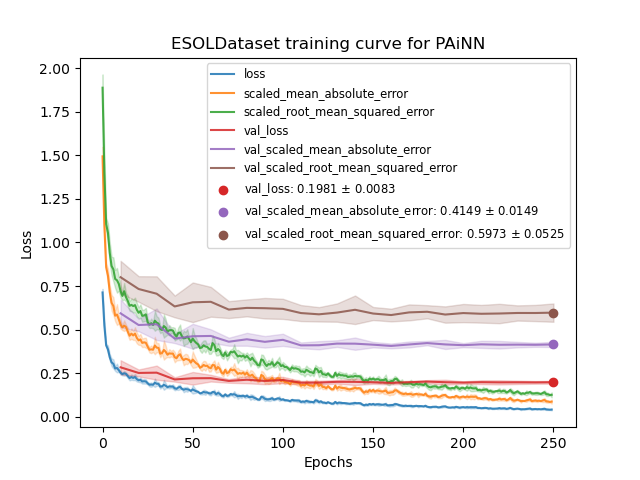 ESOLDataset training curve for PAiNN
Loss
2.00
1.75
1.50
1.25
1.00
0.75
0.50
0.25
0.00
loss
scaled_mean_absolute_error
scaled_root_mean_squared_error
val_loss
val_scaled_mean_absolute_error
val_scaled_root_mean_squared_error
val_loss: 0.1981 ± 0.0083
val_scaled_mean_absolute_error: 0.4149 ± 0.0149
val_scaled_root_mean_squared_error: 0.5973 ± 0.0525
0 50 100 150 200 250
Epochs